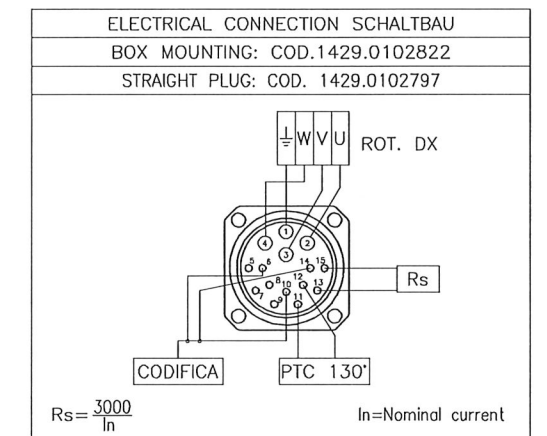 ELECTRICAL CONNECTION SCHALTBAU
BOX MOUNTING: COD.1429.0102822
STRAIGHT PLUG: COD. 1429.0102797
W V U
ROT. DX
1
4 2
3
5 6 14 15
Rs
8 10 12 13
7 9 11
CODIFICA
PTC 130°
Rs= 3000
In
In=Nominal current